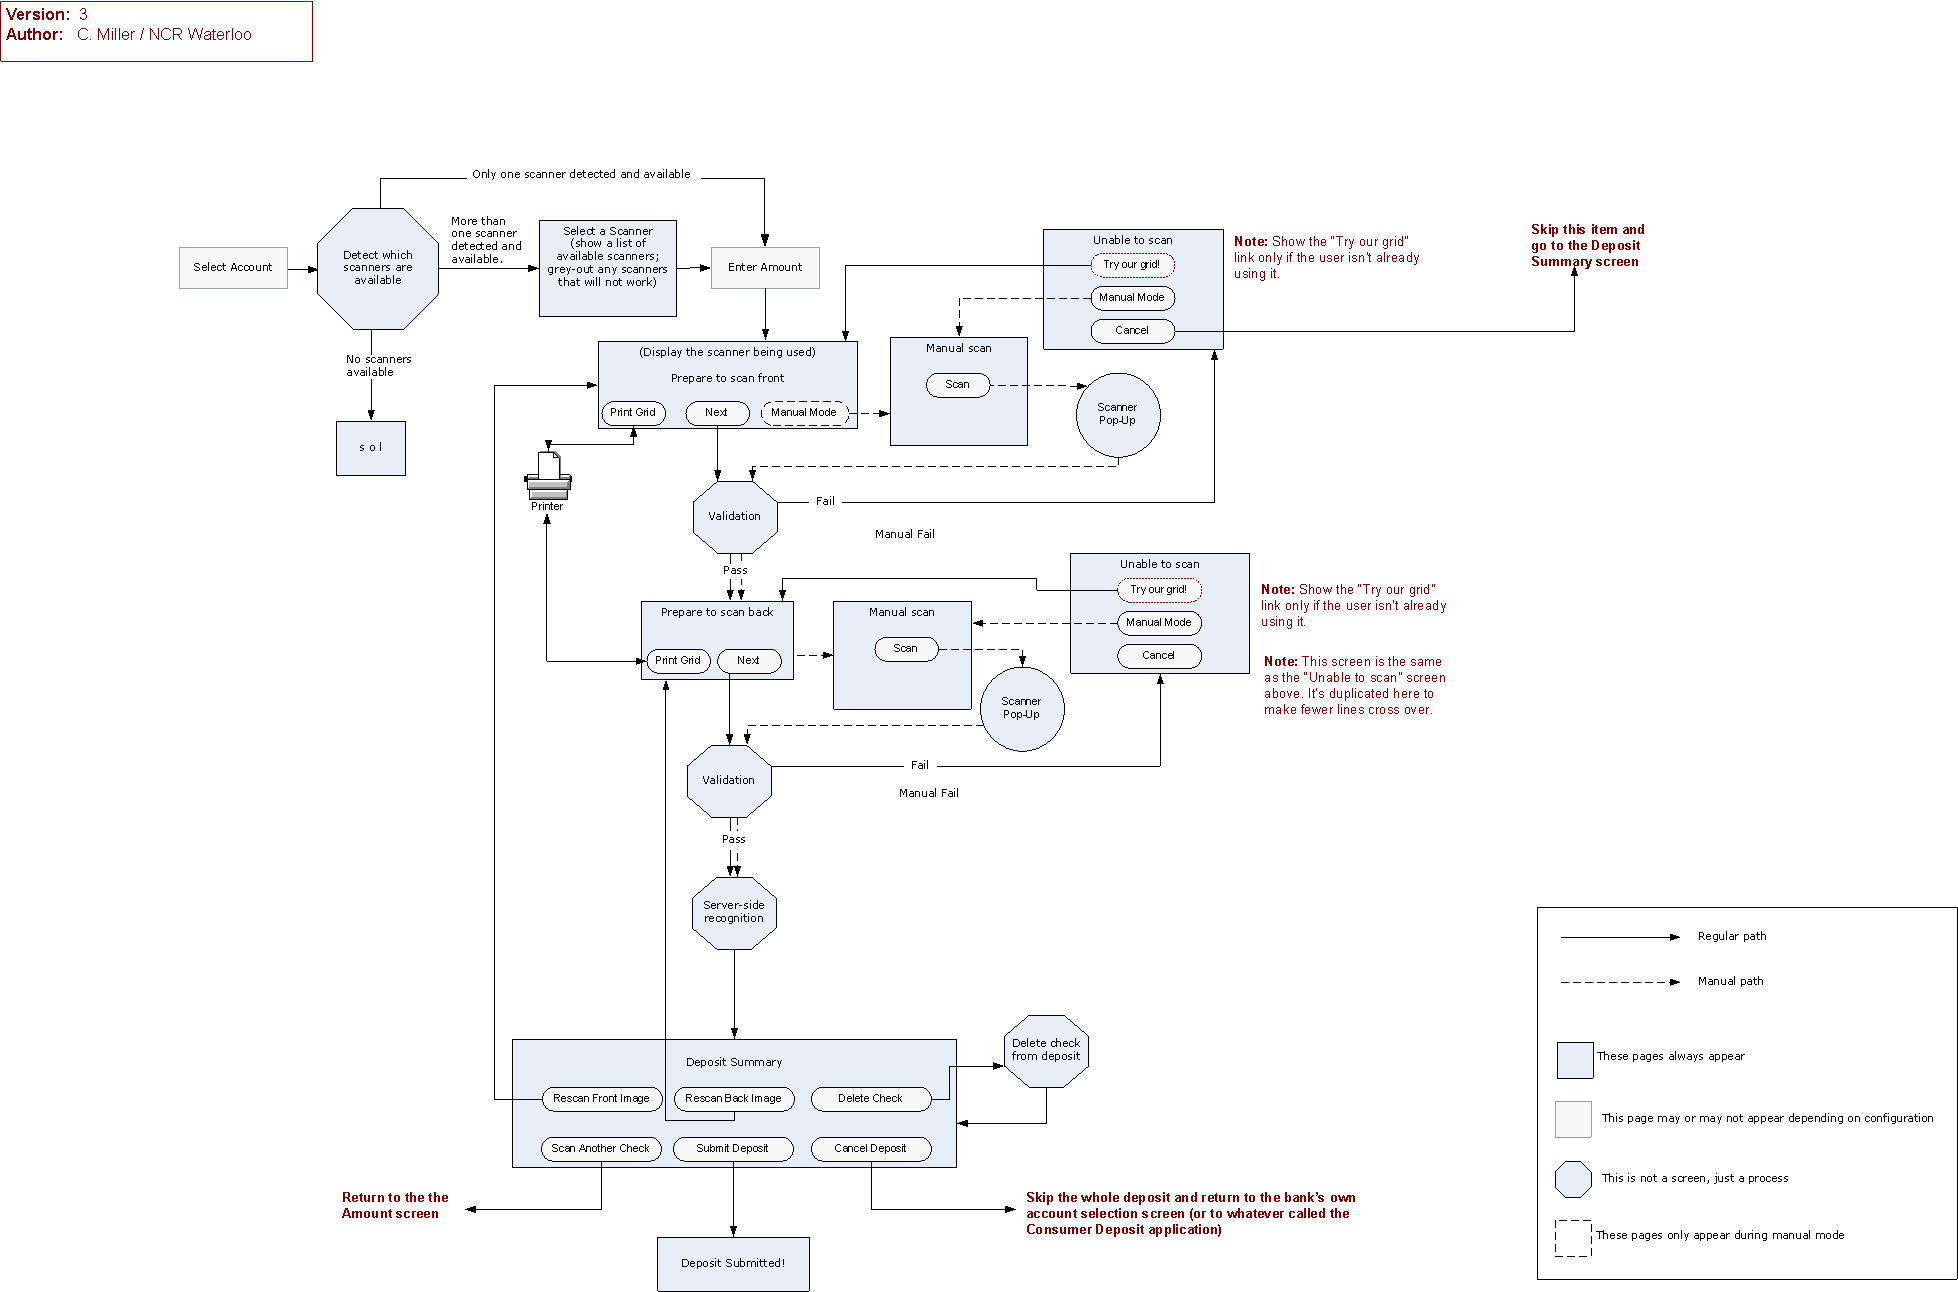 Version: 3
Author: C. Miller / NCR Waterloo
Only one scanner detected and available
More than
one scanner
detected and
available.
Select Account
Detect which
scanners are
available
Select a Scanner
(show a list of
available scanners;
grey-out any scanners
that will not work)
Enter Amount
Unable to scan
Try our grid!
Manual Mode
Cancel
Note: Show the "Try our grid"
link only if the user isn't already
using it.
Skip this item and
go to the Deposit
Summary screen
No scanners
available
s o l
(Display the scanner being used)
Prepare to scan front
Print Grid
Next
Manual Mode
Manual scan
Scan
Scanner
Pop-Up
Printer
Validation
Fail
Manual Fail
Pass
Prepare to scan back
Print Grid
Next
Manual scan
Scan
Scanner
Pop-Up
Unable to scan
Try our grid!
Manual Mode
Cancel
Note: Show the "Try our grid"
link only if the user isn't already
using it.
Note: This screen is the same
as the "Unable to scan" screen
above. It's duplicated here to
make fewer lines cross over.
Validation
Fail
Manual Fail
Pass
Server-side
recognition
Deposit Summary
Rescan Front Image
Rescan Back Image
Delete Check
Scan Another Check
Submit Deposit
Cancel Deposit
Delete check
from deposit
Return to the the
Amount screen
Skip the whole deposit and return to the bank's own
account selection screen (or to whatever called the
Consumer Deposit application)
Deposit Submitted!
Regular path
Manual path
These pages always appear
This page may or may not appear depending on configuration
This is not a screen, just a process
These pages only appear during manual mode